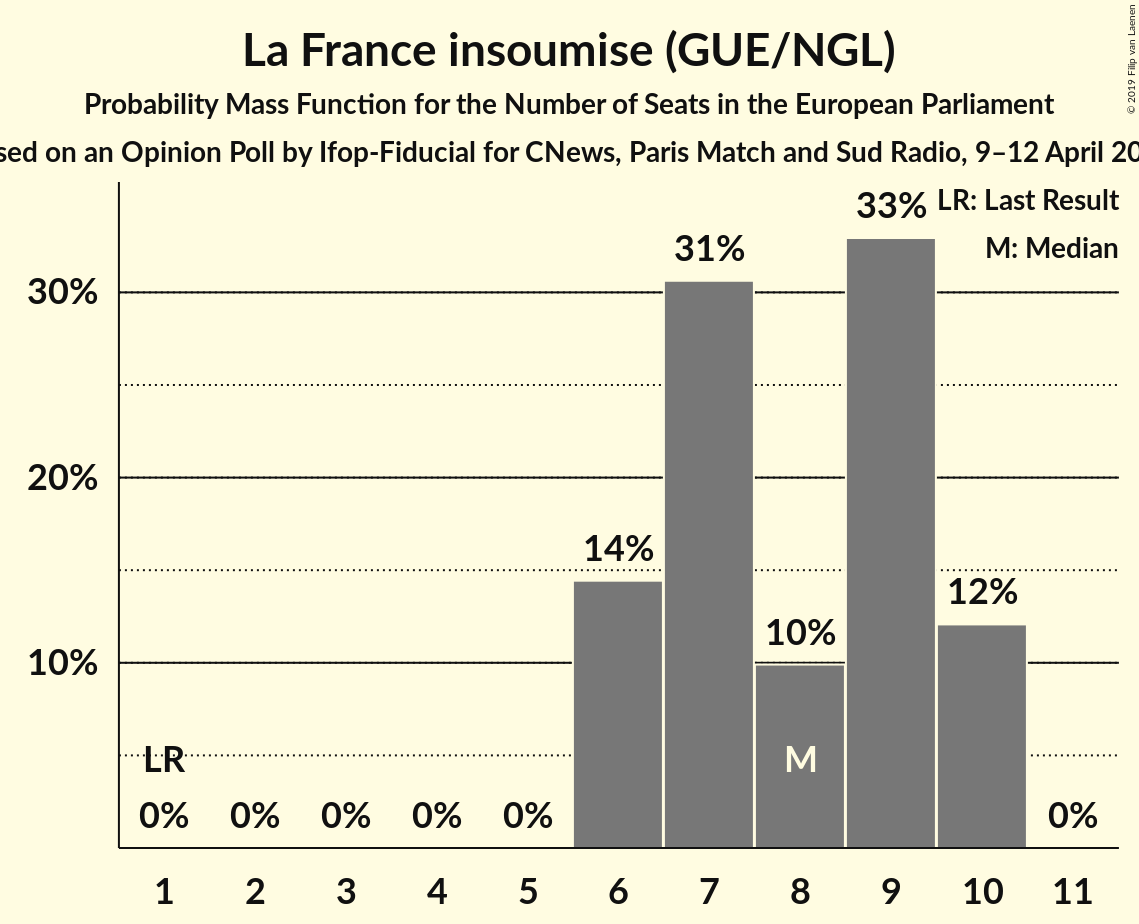 La France insoumise (GUE/NGL)
Probability Mass Function for the Number of Seats in the European Parliament
on an Opinion Poll by Ifop-Fiducial for CNews, Paris Match and Sud Radio, 9–12 April
© 2019 Filip van Laenen
LR: Last Result
M: Median
33%
31%
30%
20%
14%
12%
10%
10%
LR
M
0% 0% 0% 0% 0% 0%
1 2 3 4 5 6 7 8 9 10 11